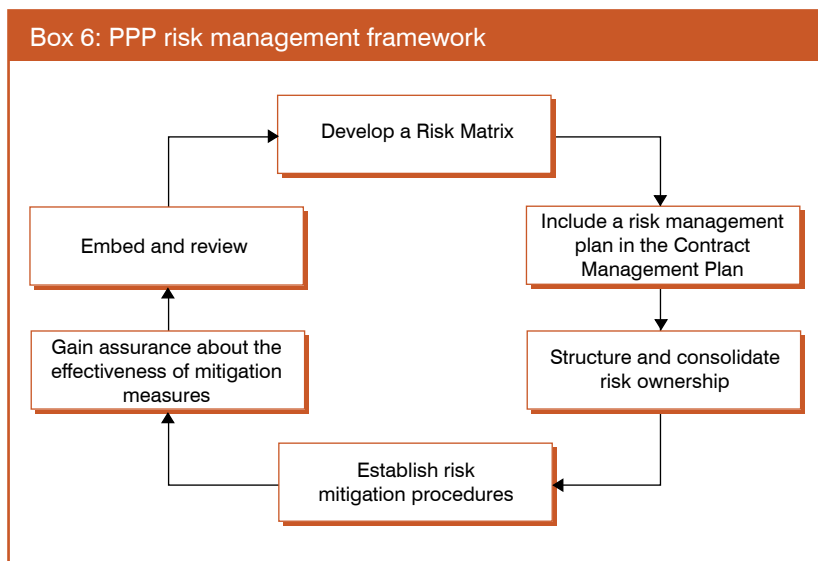 Box 6: PPP risk management framework
Develop a Risk Matrix
Include a risk management
plan in the Contract
Management Plan
Structure and consolidate
risk ownership
Establish risk
mitigation procedures
Gain assurance about the
effectiveness of mitigation
measures
Embed and review